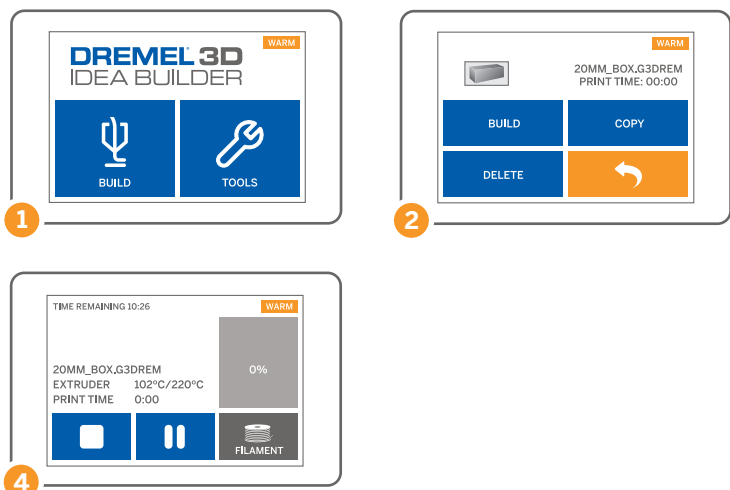 WARM
DREMEL 3D
IDEA BUILDER
BUILD
TOOLS
1
WARM
20MM_BOX.G3DREM
PRINT TIME: 00:00
BUILD
COPY
DELETE
2
TIME REMAINING 10:26
WARM
0%
20MM_BOX.G3DREM
EXTRUDER 102°C/220°C
PRINT TIME 0:00
FILAMENT
4